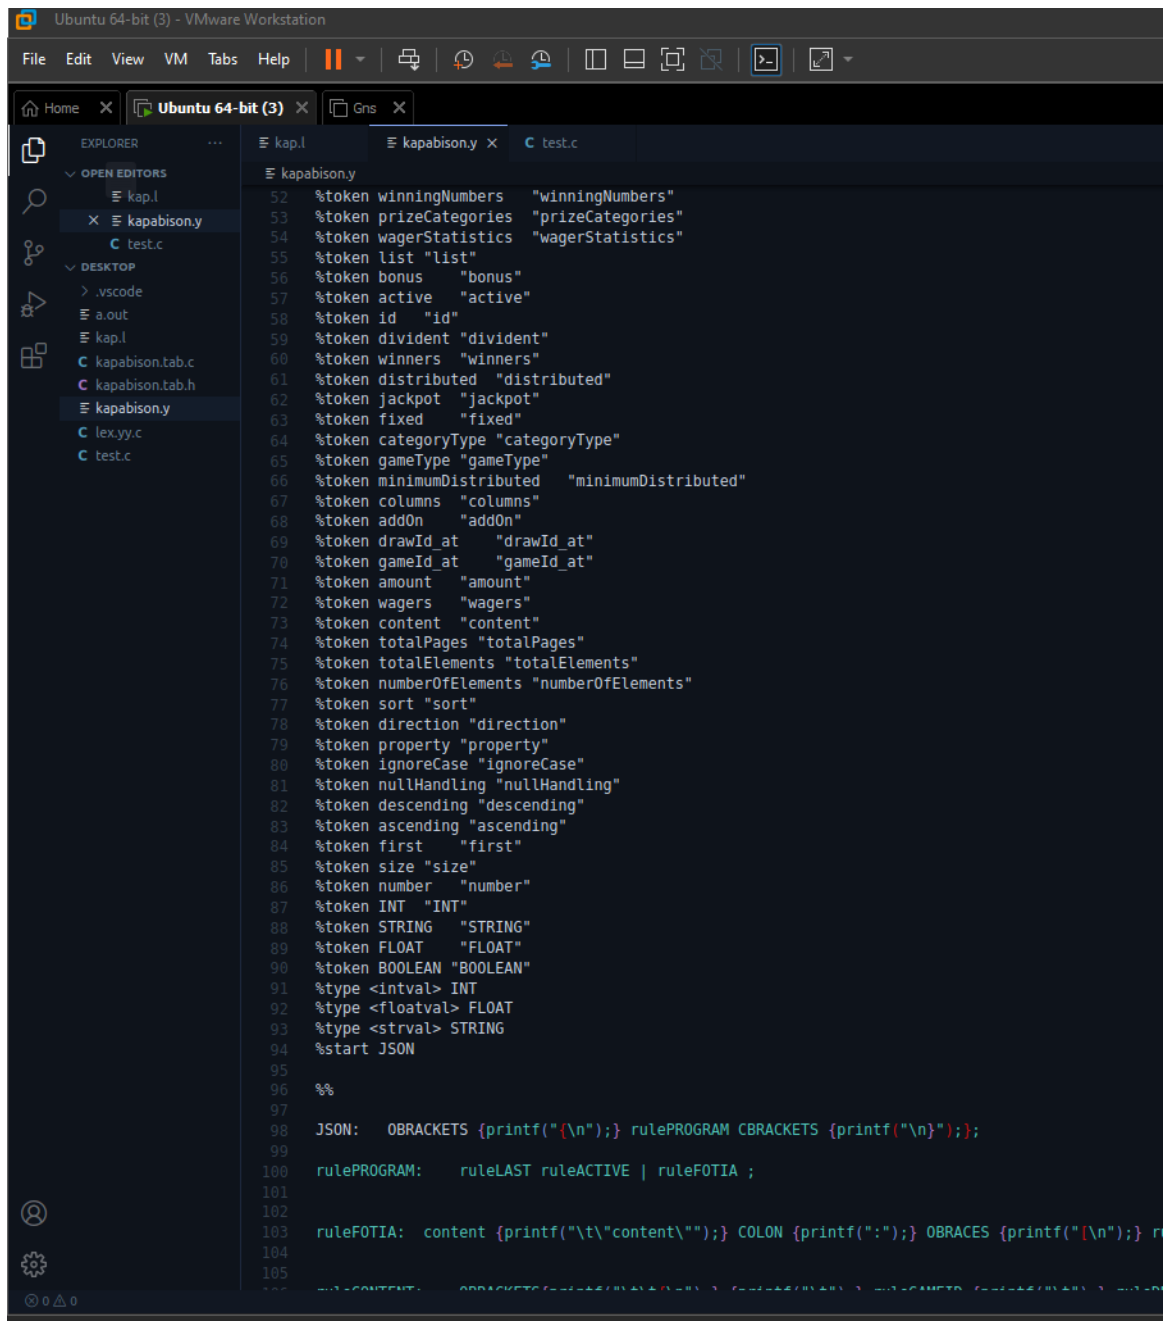 Ubuntu 64-bit (3) - VMware Workstation
File Edit View VM Tabs Help
Home Ubuntu 64-bit (3) Gns
EXPLORER
OPEN EDITORS
kap.l
kapabison.y
test.c
DESKTOP
.vscode
a.out
kap.l
kapabison.tab.c
kapabison.tab.h
kapabison.y
lex.yy.c
test.c
kap.l kapabison.y test.c
kapabison.y
52 %token winningNumbers "winningNumbers"
53 %token prizeCategories "prizeCategories"
54 %token wagerStatistics "wagerStatistics"
55 %token list "list"
56 %token bonus "bonus"
57 %token active "active"
58 %token id "id"
59 %token divident "divident"
60 %token winners "winners"
61 %token distributed "distributed"
62 %token jackpot "jackpot"
63 %token fixed "fixed"
64 %token categoryType "categoryType"
65 %token gameType "gameType"
66 %token minimumDistributed "minimumDistributed"
67 %token columns "columns"
68 %token addOn "addOn"
69 %token drawId_at "drawId_at"
70 %token gameId_at "gameId_at"
71 %token amount "amount"
72 %token wagers "wagers"
73 %token content "content"
74 %token totalPages "totalPages"
75 %token totalElements "totalElements"
76 %token numberOfElements "numberOfElements"
77 %token sort "sort"
78 %token direction "direction"
79 %token property "property"
80 %token ignoreCase "ignoreCase"
81 %token nullHandling "nullHandling"
82 %token descending "descending"
83 %token ascending "ascending"
84 %token first "first"
85 %token size "size"
86 %token number "number"
87 %token INT "INT"
88 %token STRING "STRING"
89 %token FLOAT "FLOAT"
90 %token BOOLEAN "BOOLEAN"
91 %type <intval> INT
92 %type <floatval> FLOAT
93 %type <strval> STRING
94 %start JSON
95
96 %%
97
98 JSON: OBRACKETS {printf("{\n");} rulePROGRAM CBRACKETS {printf("\n}");};
99
100 rulePROGRAM: ruleLAST ruleACTIVE | ruleFOTIA ;
101
102
103 ruleFOTIA: content {printf("\t\"content\"");} COLON {printf(":");} OBRACES {printf("[\n");}
104
105
0 0